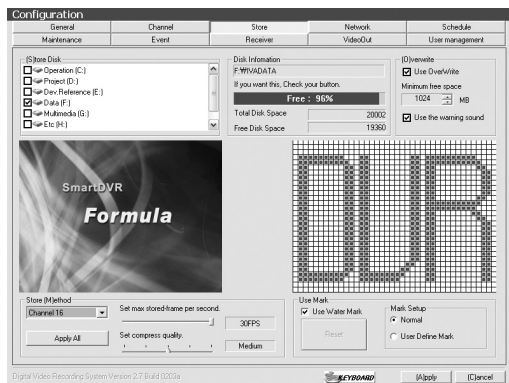 Configuration
General Channel Store Network Schedule
Maintenance Event Receiver VideoOut User management
(S)tore Disk
Operation (C:)
Project (D:)
Dev.Reference (E:)
Data (F:)
Multimedia (G:)
Etc (H:)
Disk Infomation
F:₩IVADATA
If you want this, Check your button.
Free : 96%
Total Disk Space 20002
Free Disk Space 19360
(O)verwrite
Use OverWrite
Minimum free space
1024 MB
Use the warning sound
SmartDVR
Formula
DVR
Store (M)ethod
Channel 16
Apply All
Set max stored-frame per second.
30FPS
Set compress quality.
Medium
Use Mark
Use Water Mark
Reset
Mark Setup
Normal
User Define Mark
Digital Video Recording System Version 2.7 Build 0203a
KEYBOARD
(A)pply
(C)ancel